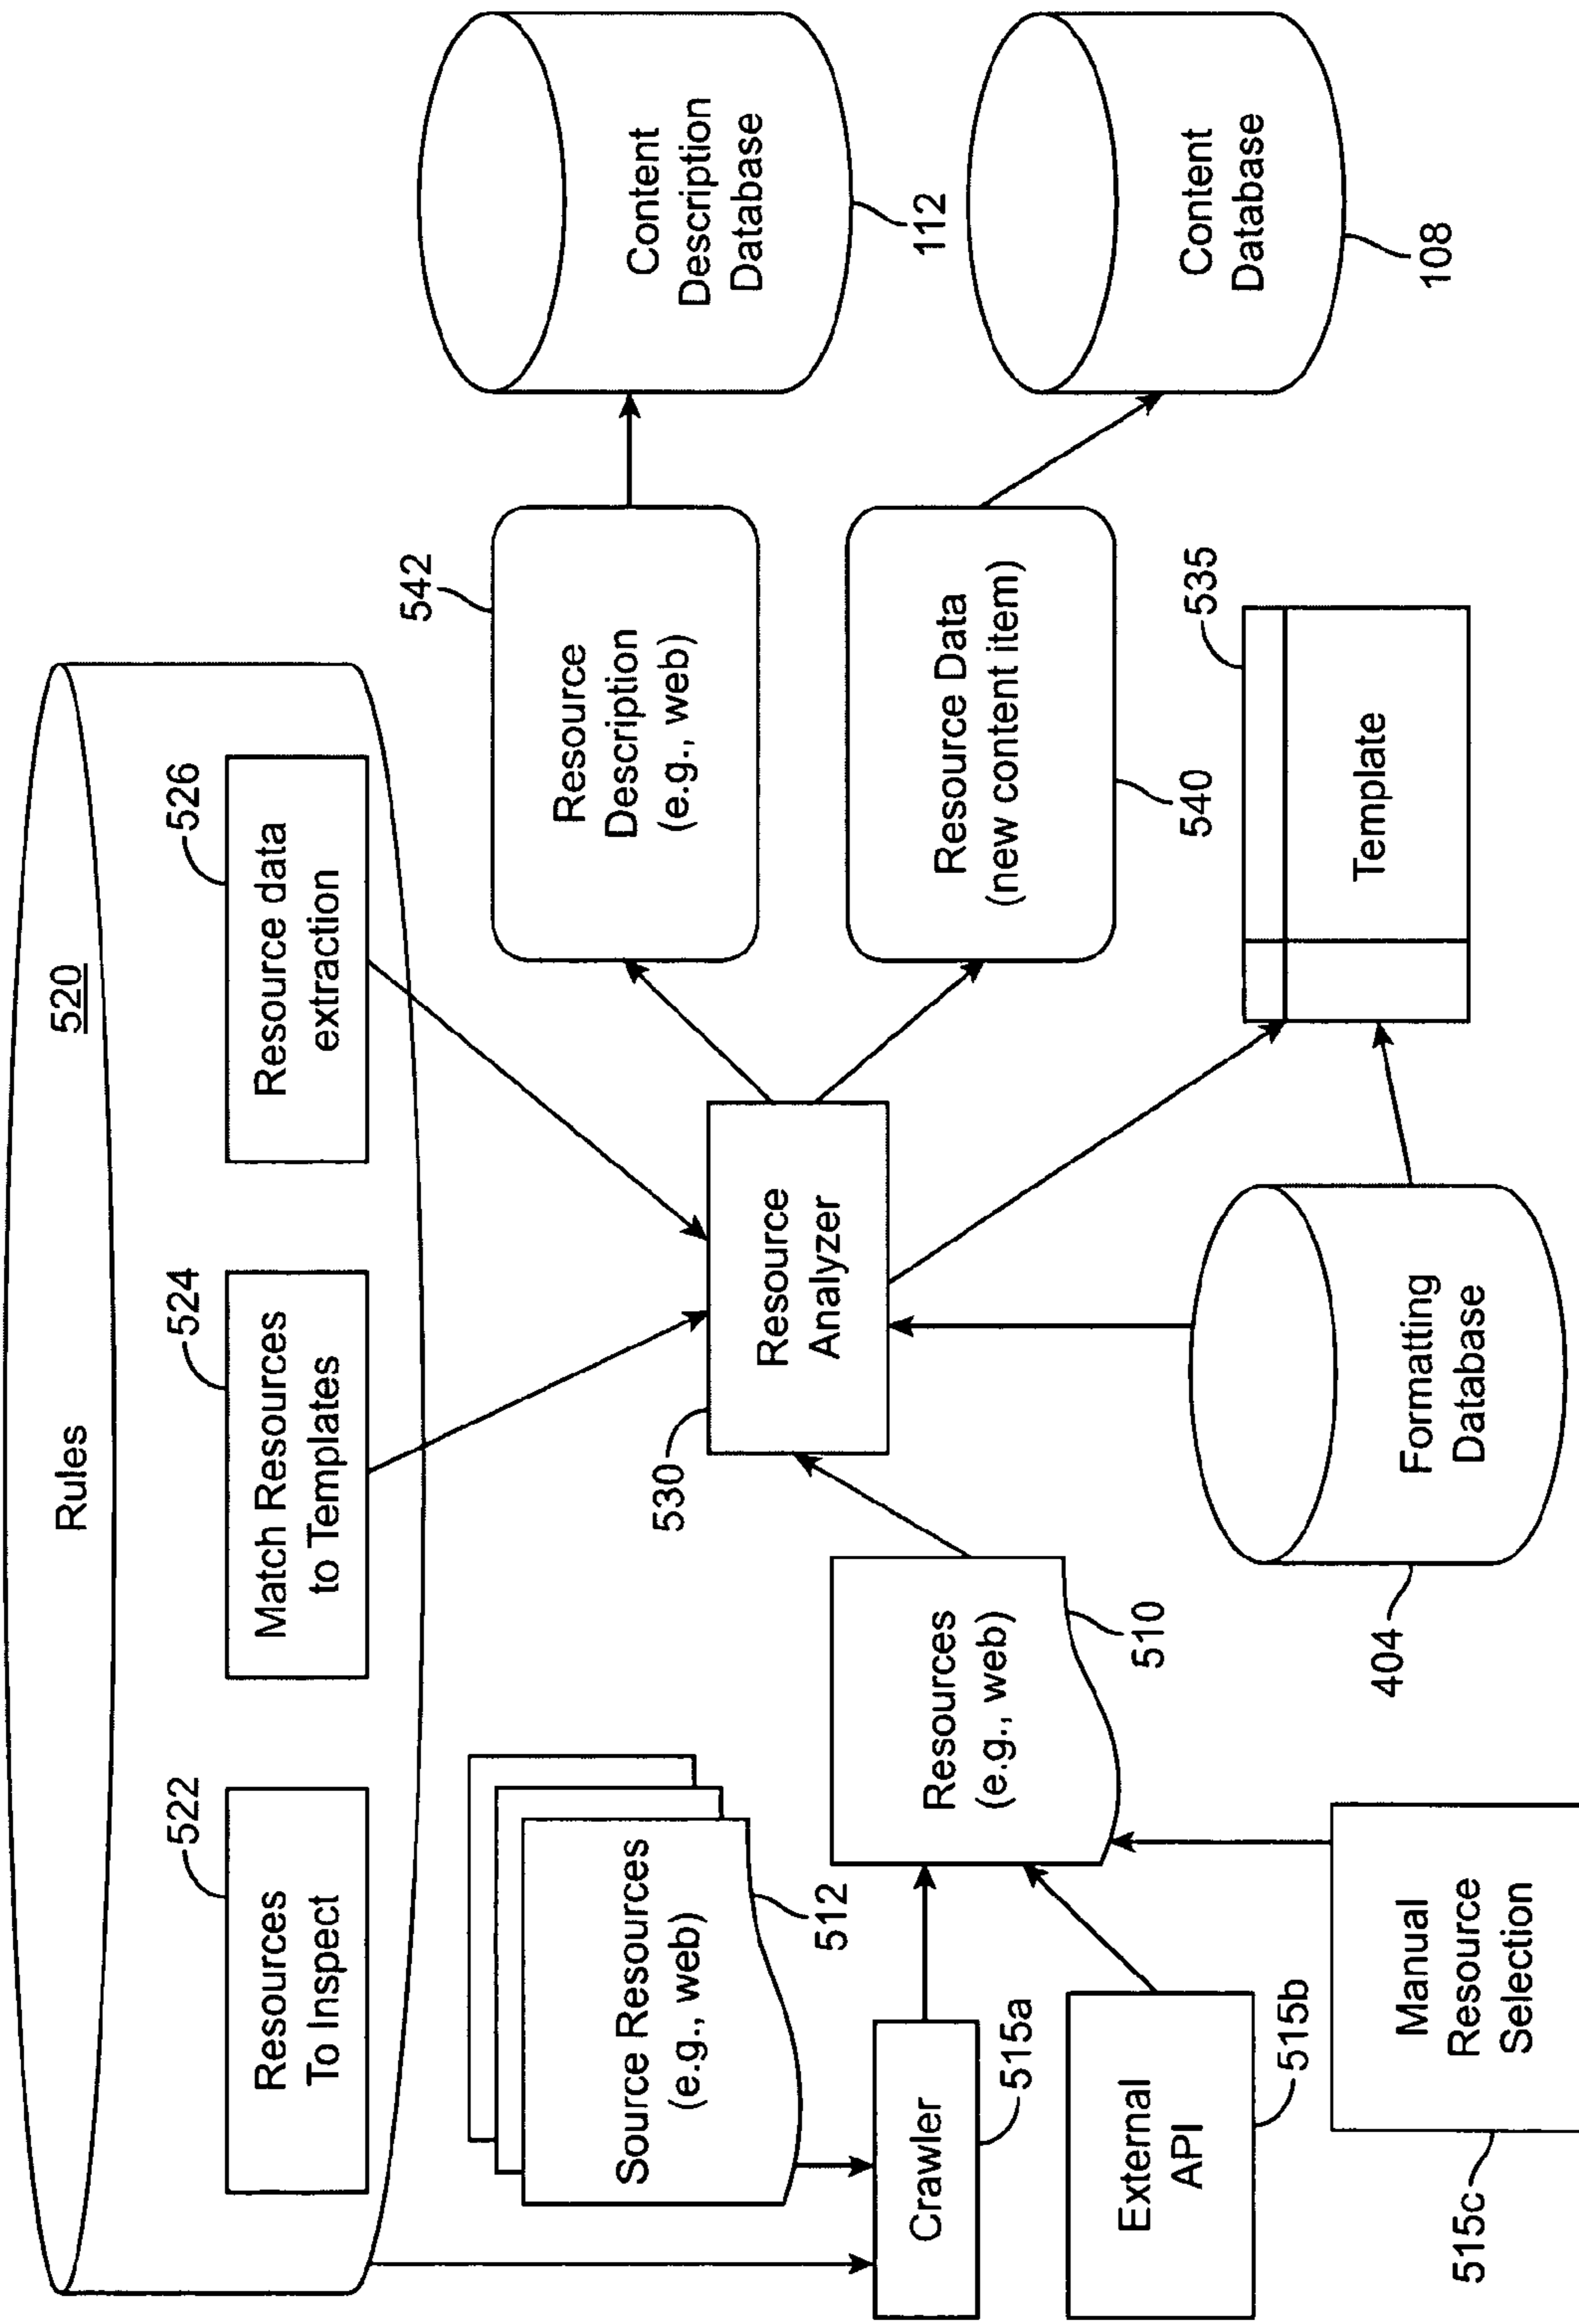 Rules
520
522
Resources
To Inspect
524
Match Resources
to Templates
526
Resource data
extraction
Source Resources
(e.g., web)
512
Crawler
515a
External
API
515b
Manual
Resource
Selection
515c
Resources
(e.g., web)
510
530
Resource
Analyzer
Formatting
Database
404
542
Resource
Description
(e.g., web)
Resource Data
(new content item)
540
535
Template
Content
Description
Database
112
Content
Database
108